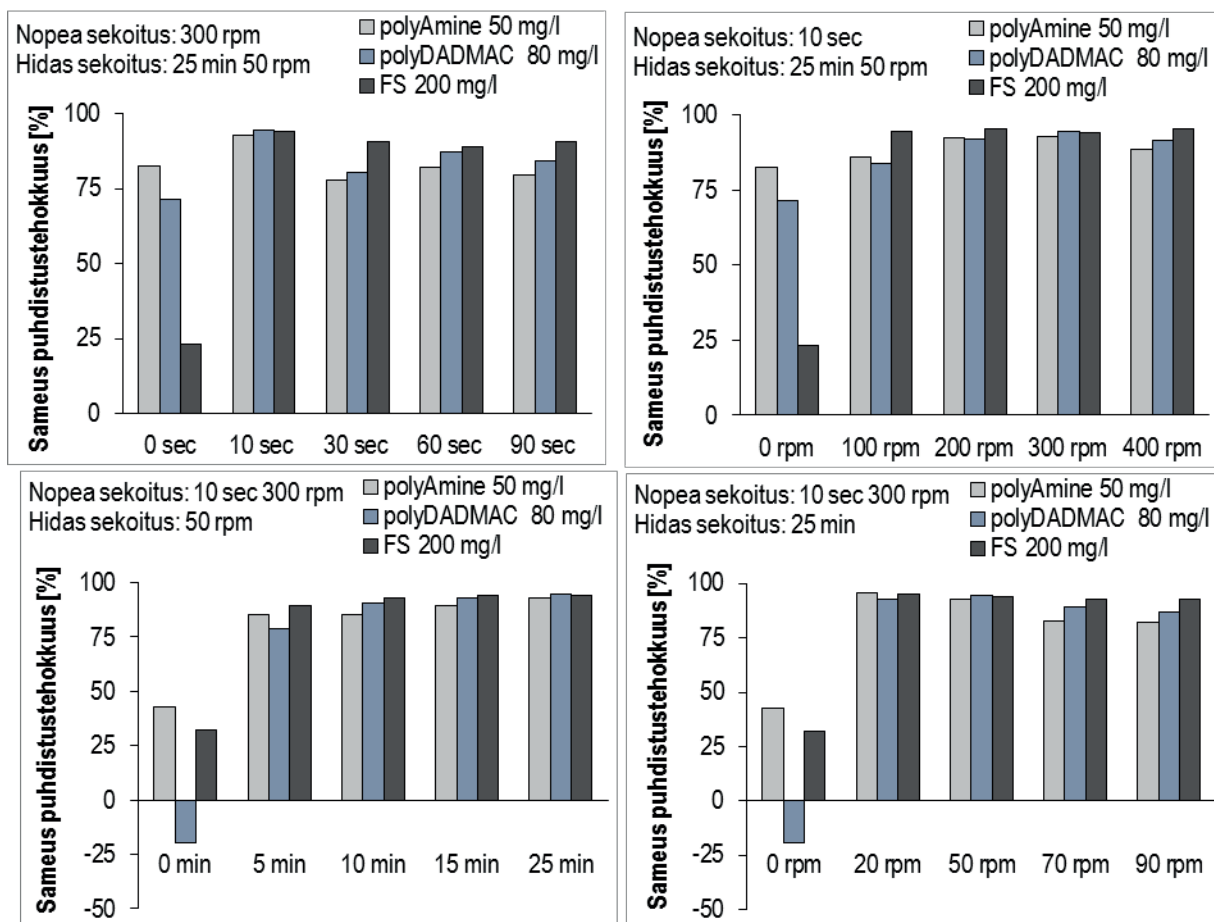 Nopea sekoitus: 300 rpm
Hidas sekoitus: 25 min 50 rpm
polyAmine 50 mg/l
polyDADMAC 80 mg/l
FS 200 mg/l
Sameus puhdistustehokkuus [%]
100
75
50
25
0
0 sec
10 sec
30 sec
60 sec
90 sec
Nopea sekoitus: 10 sec
Hidas sekoitus: 25 min 50 rpm
polyAmine 50 mg/l
polyDADMAC 80 mg/l
FS 200 mg/l
Sameus puhdistustehokkuus [%]
100
75
50
25
0
0 rpm
100 rpm
200 rpm
300 rpm
400 rpm
Nopea sekoitus: 10 sec 300 rpm
Hidas sekoitus: 50 rpm
polyAmine 50 mg/l
polyDADMAC 80 mg/l
FS 200 mg/l
Sameus puhdistustehokkuus [%]
100
75
50
25
0
-25
-50
0 min
5 min
10 min
15 min
25 min
Nopea sekoitus: 10 sec 300 rpm
Hidas sekoitus: 25 min
polyAmine 50 mg/l
polyDADMAC 80 mg/l
FS 200 mg/l
Sameus puhdistustehokkuus [%]
100
75
50
25
0
-25
-50
0 rpm
20 rpm
50 rpm
70 rpm
90 rpm